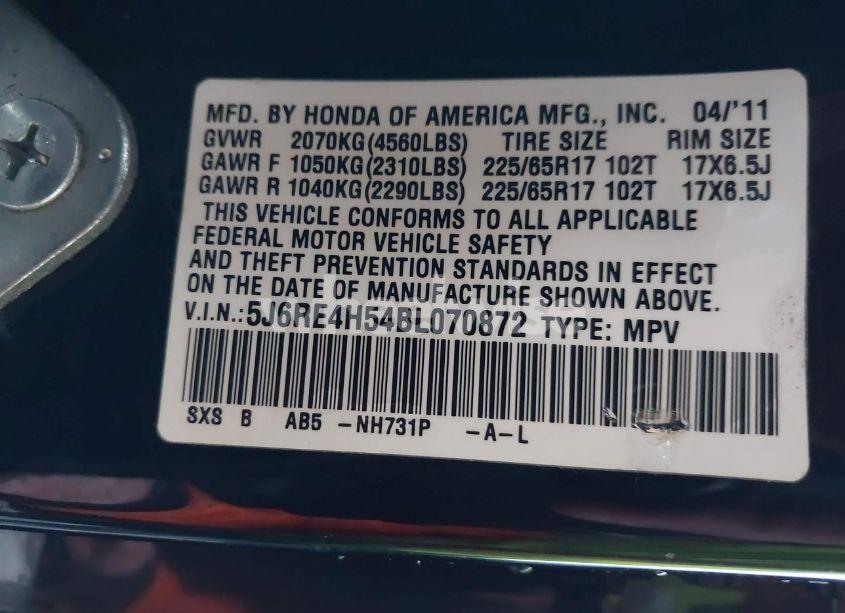 MFD. BY HONDA OF AMERICA MFG., INC. 04/'11
GVWR 2070KG(4560LBS) TIRE SIZE RIM SIZE
GAWR F 1050KG(2310LBS) 225/65R17 102T 17X6.5J
GAWR R 1040KG(2290LBS) 225/65R17 102T 17X6.5J
THIS VEHICLE CONFORMS TO ALL APPLICABLE
FEDERAL MOTOR VEHICLE SAFETY
AND THEFT PREVENTION STANDARDS IN EFFECT
ON THE DATE OF MANUFACTURE SHOWN ABOVE.
V.I.N.:5J6RE4H54BL070872 TYPE: MPV
SXS B AB5 -NH731P -A-L